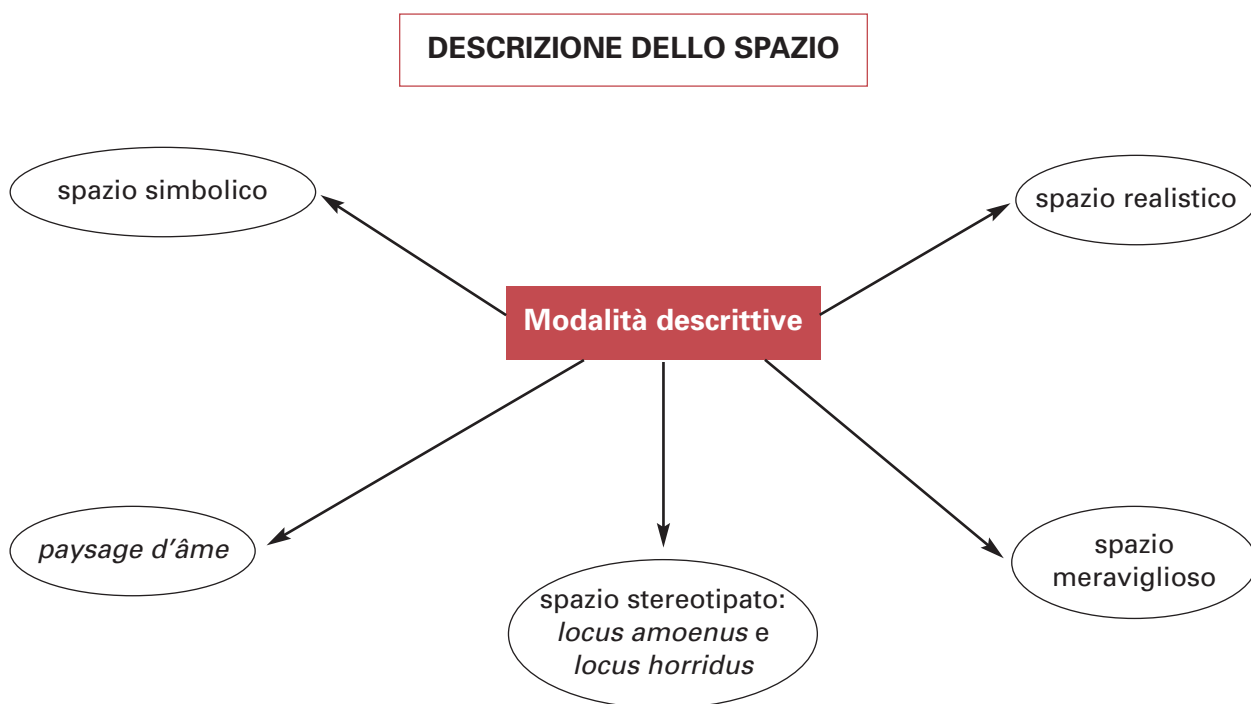 DESCRIZIONE DELLO SPAZIO
spazio simbolico
spazio realistico
Modalità descrittive
paysage d'âme
spazio stereotipato:
locus amoenus e
locus horridus
spazio
meraviglioso